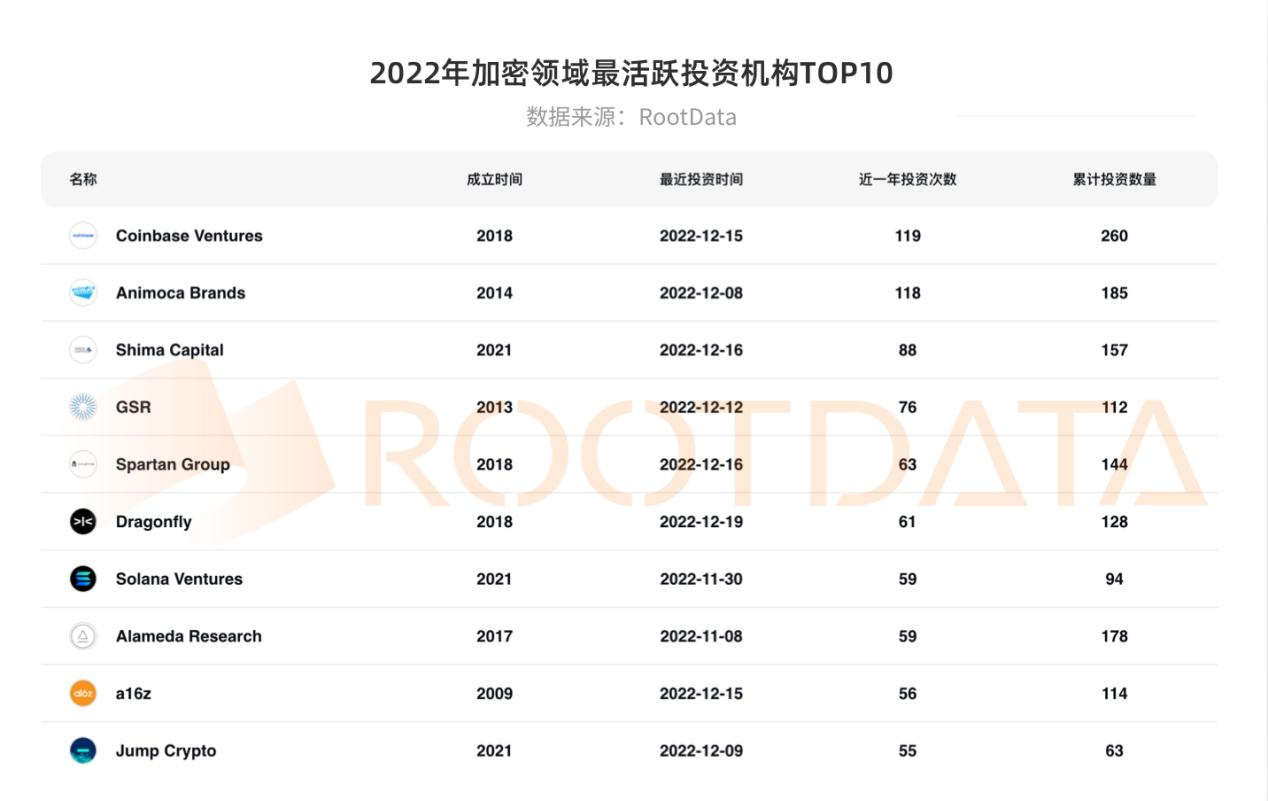 2022年加密领域最活跃投资机构TOP10
数据来源：RootData
名称 成立时间 最近投资时间 近一年投资次数 累计投资数量
Coinbase Ventures 2018 2022-12-15 119 260
Animoca Brands 2014 2022-12-08 118 185
Shima Capital 2021 2022-12-16 88 157
GSR 2013 2022-12-12 76 112
Spartan Group 2018 2022-12-16 63 144
Dragonfly 2018 2022-12-19 61 128
Solana Ventures 2021 2022-11-30 59 94
Alameda Research 2017 2022-11-08 59 178
a16z a16z 2009 2022-12-15 56 114
Jump Crypto 2021 2022-12-09 55 63
ROOTDATA